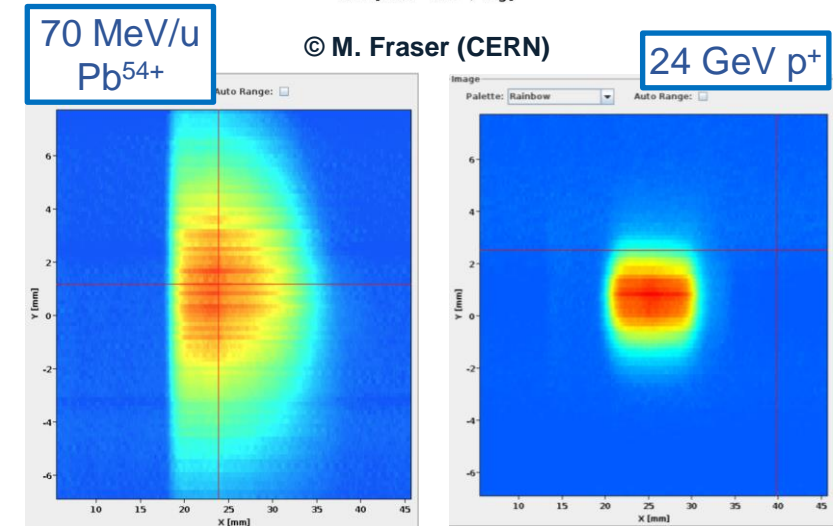 70 MeV/u
Pb54+
© M. Fraser (CERN)
24 GeV p+
Auto Range:
Image
Palette: Rainbow Auto Range:
6
4
2
0
-2
-4
-6
Y [mm]
10 15 20 25 30 35 40 45
X [mm]
6
4
2
0
-2
-4
-6
Y [mm]
10 15 20 25 30 35 40 45
X [mm]